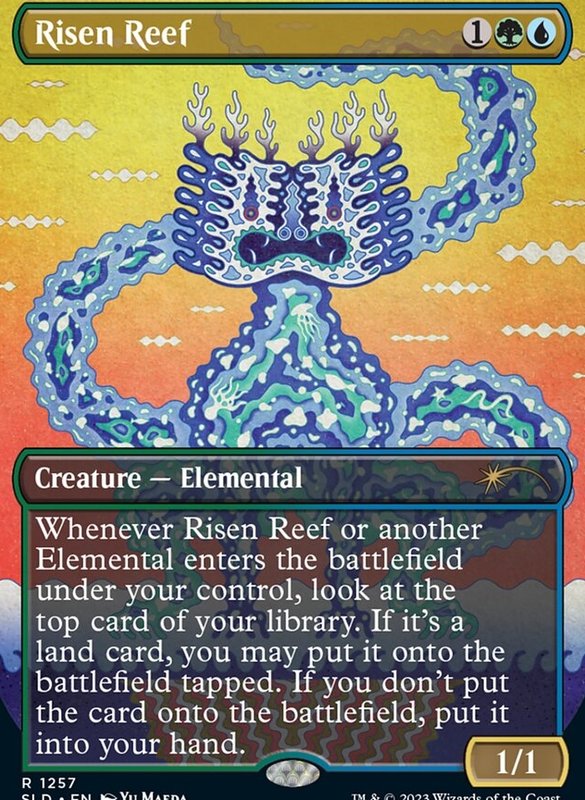 Risen Reef 1
Creature — Elemental
Whenever Risen Reef or another
Elemental enters the battlefield
under your control, look at the
top card of your library. If it's a
land card, you may put it onto the
battlefield tapped. If you don't put
the card onto the battlefield, put it
into your hand.
1/1
R 1257
SLD • EN Yu Maeda
™ & © 2023 Wizards of the Coast